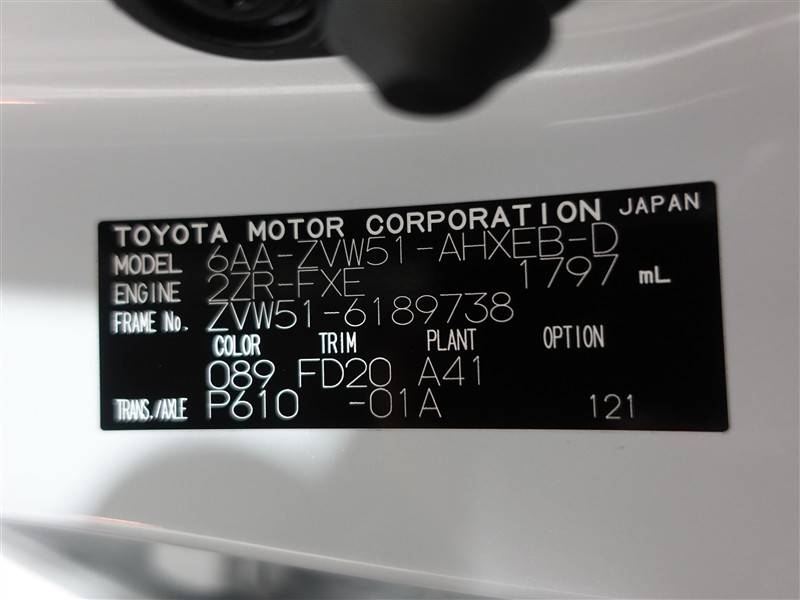 TOYOTA MOTOR CORPORATION JAPAN
MODEL 6AA-ZVW51-AHXEB-D
ENGINE 2ZR-FXE 1797 mL
FRAME No. ZVW51-6189738
COLOR TRIM PLANT OPTION
089 FD20 A41
TRANS./AXLE P610 -01A 121